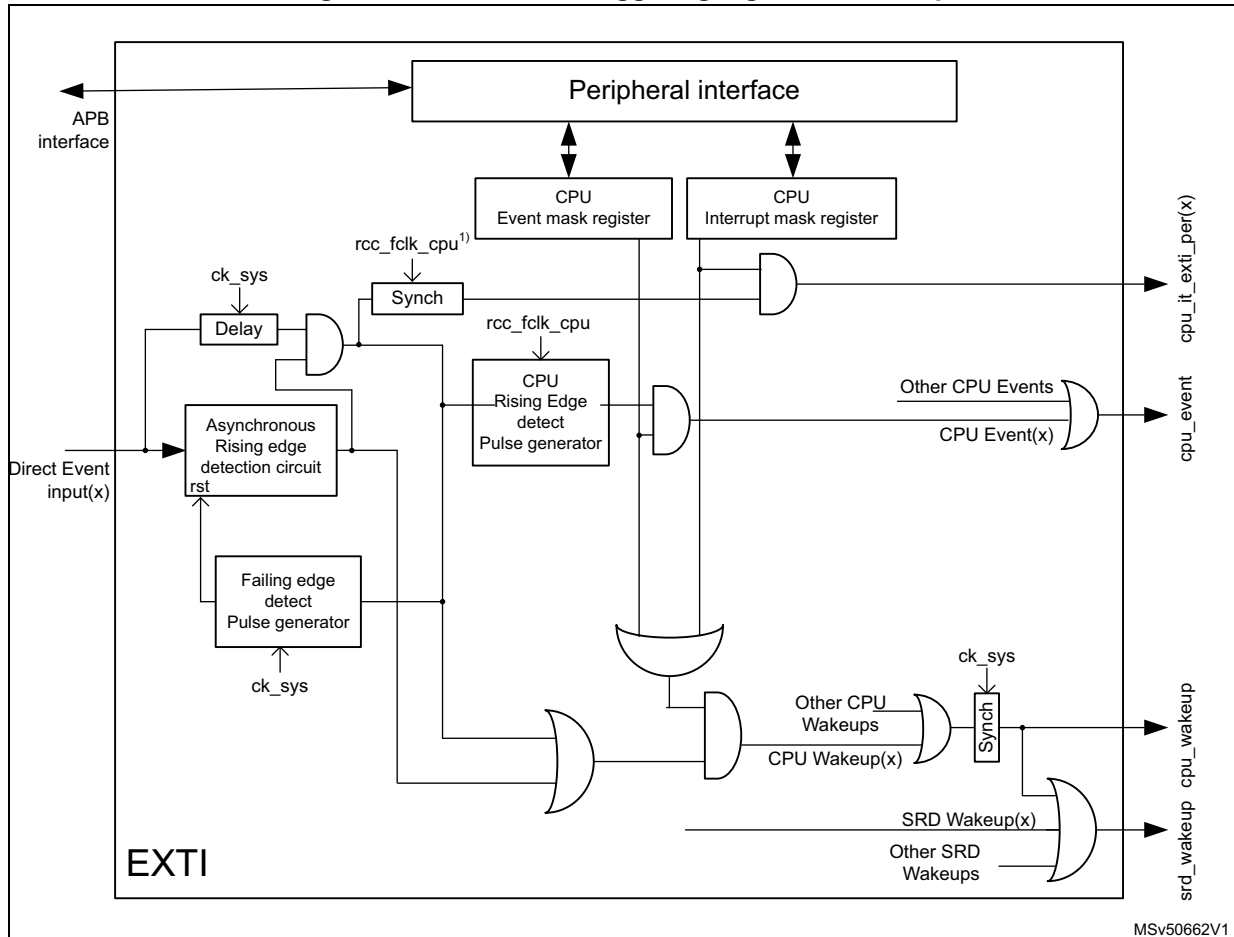 Peripheral interface
APB
interface
CPU
Event mask register
CPU
Interrupt mask register
cpu_it_exti_per(x)
rcc_fclk_cpu1)
ck_sys
Synch
Delay
rcc_fclk_cpu
CPU
Rising Edge
detect
Pulse generator
Other CPU Events
CPU Event(x)
cpu_event
Asynchronous
Rising edge
detection circuit
rst
Direct Event
input(x)
Failing edge
detect
Pulse generator
ck_sys
ck_sys
Other CPU
Wakeups
Synch
CPU Wakeup(x)
cpu_wakeup
SRD Wakeup(x)
Other SRD
Wakeups
srd_wakeup
EXTI
MSv50662V1